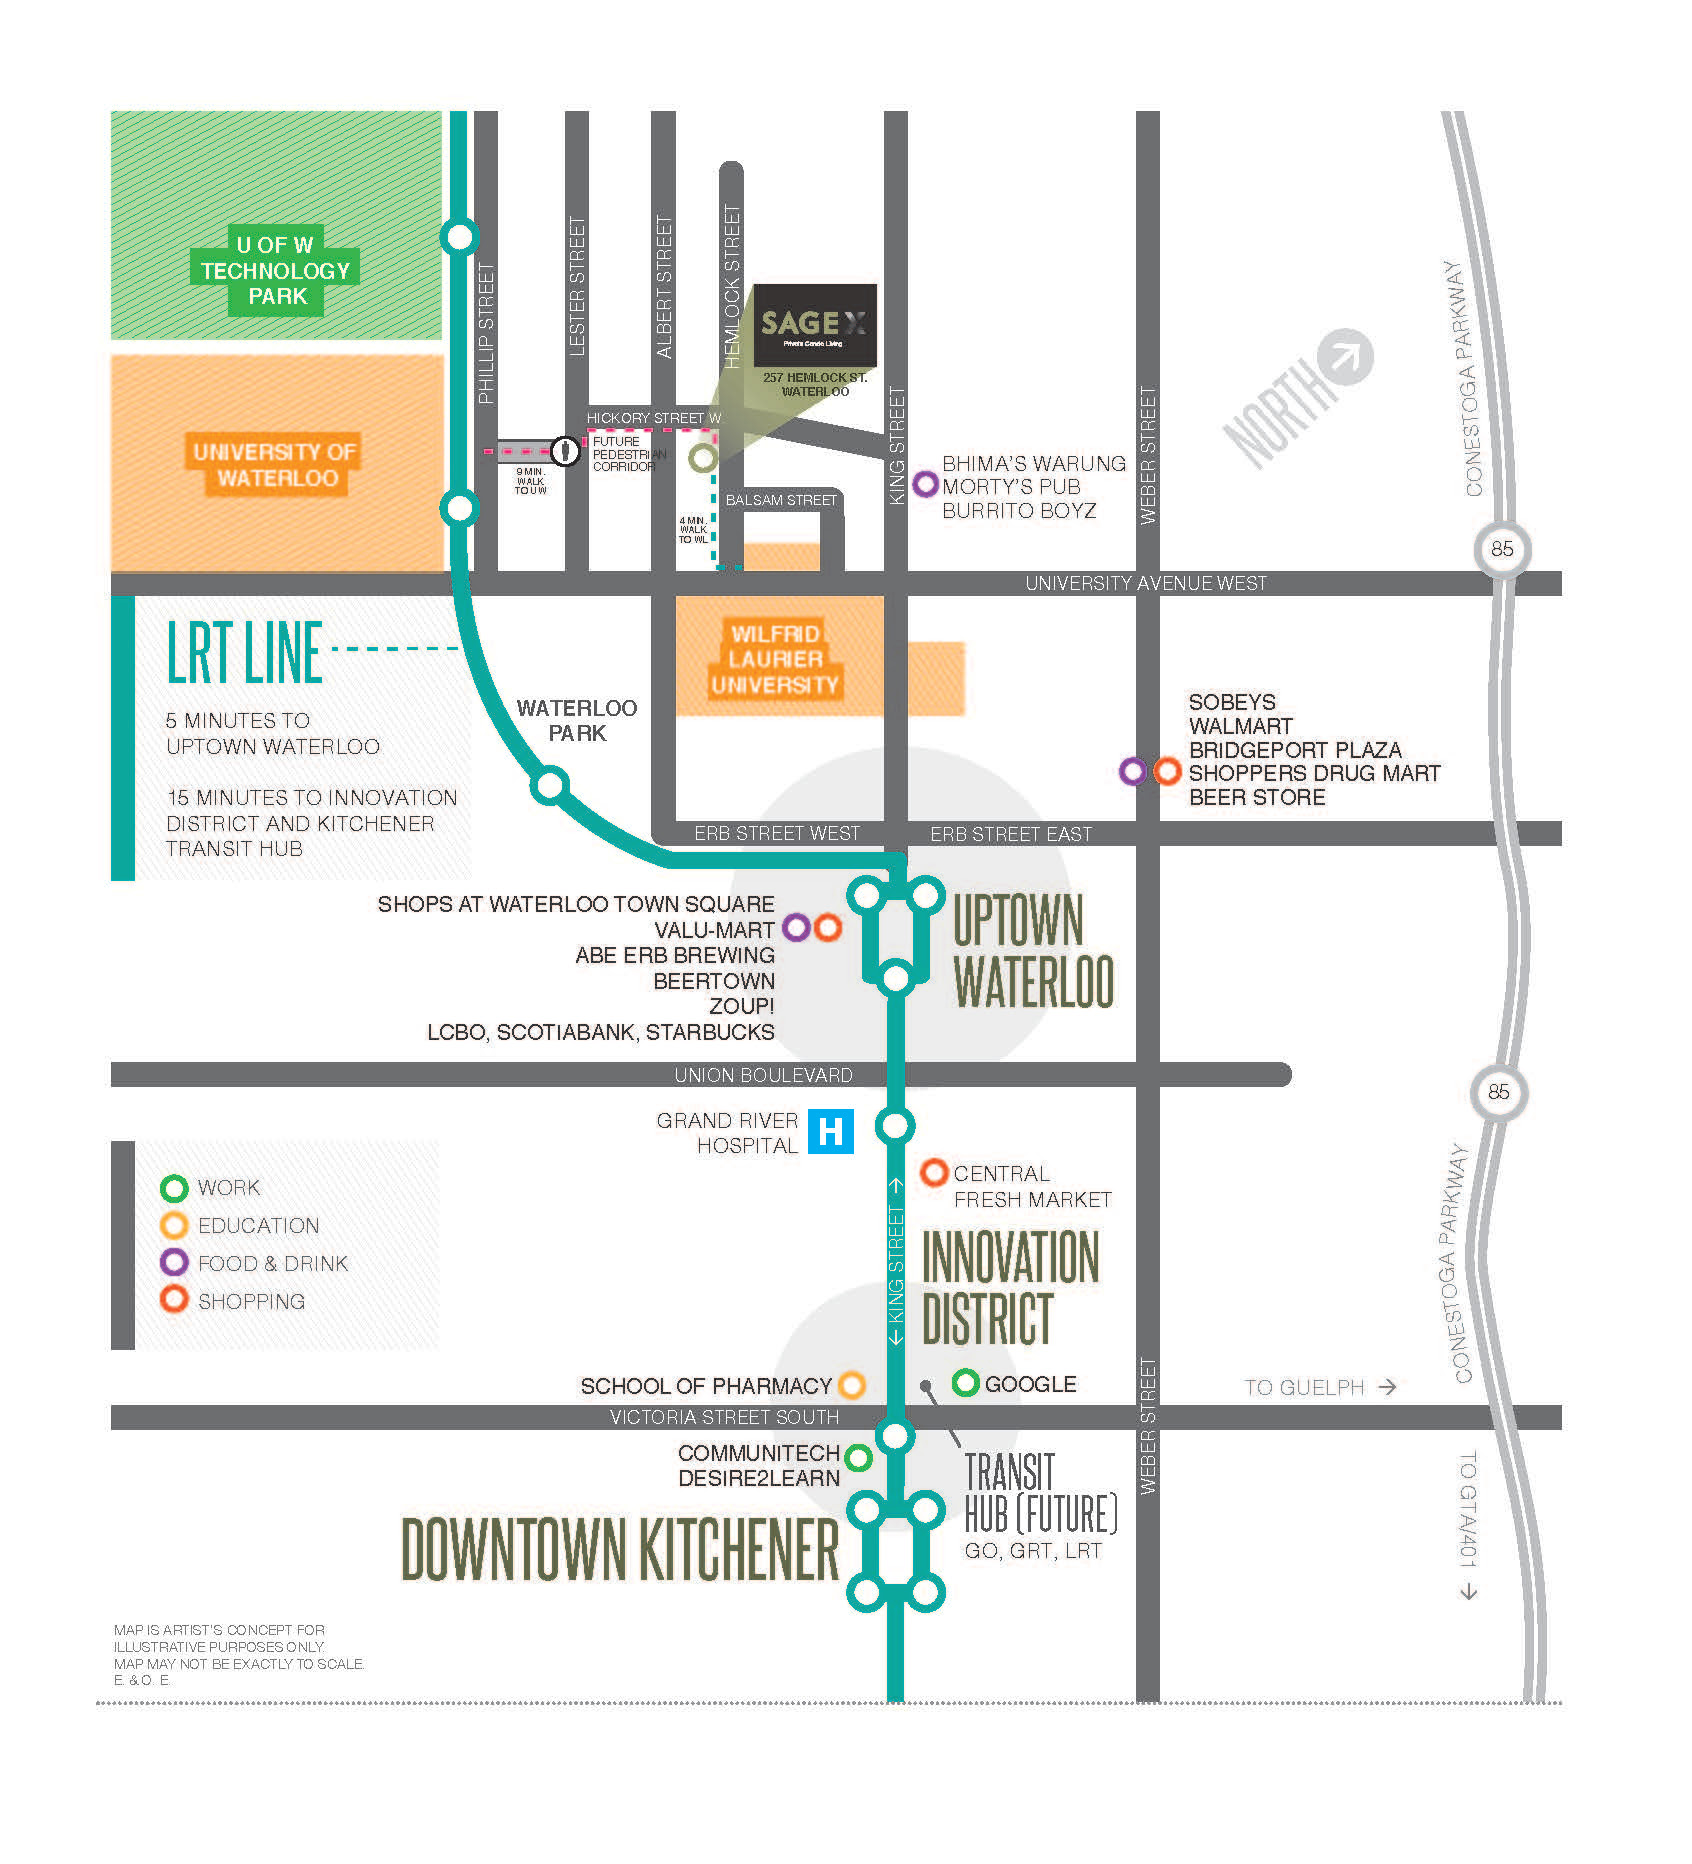 U OF W
TECHNOLOGY
PARK
UNIVERSITY OF
WATERLOO
PHILLIP STREET
LESTER STREET
ALBERT STREET
HEMLOCK STREET
SAGE X
Private Condo Living
257 HEMLOCK ST.
WATERLOO
KING STREET
WEBER STREET
CONESTOGA PARKWAY
NORTH
HICKORY STREET W
FUTURE
PEDESTRIAN
CORRIDOR
9 MIN.
WALK
TO UW
BALSAM STREET
4 MIN.
WALK
TO WL
BHIMA'S WARUNG
MORTY'S PUB
BURRITO BOYZ
85
UNIVERSITY AVENUE WEST
LRT LINE
5 MINUTES TO
UPTOWN WATERLOO
15 MINUTES TO INNOVATION
DISTRICT AND KITCHENER
TRANSIT HUB
WATERLOO
PARK
WILFRID
LAURIER
UNIVERSITY
SOBEYS
WALMART
BRIDGEPORT PLAZA
SHOPPERS DRUG MART
BEER STORE
ERB STREET WEST
ERB STREET EAST
SHOPS AT WATERLOO TOWN SQUARE
VALU-MART
ABE ERB BREWING
BEERTOWN
ZOUP!
LCBO, SCOTIABANK, STARBUCKS
UPTOWN
WATERLOO
UNION BOULEVARD
85
GRAND RIVER
HOSPITAL
H
CENTRAL
FRESH MARKET
← KING STREET →
INNOVATION
DISTRICT
CONESTOGA PARKWAY
WORK
EDUCATION
FOOD & DRINK
SHOPPING
SCHOOL OF PHARMACY
GOOGLE
TO GUELPH →
VICTORIA STREET SOUTH
WEBER STREET
COMMUNITECH
DESIRE2LEARN
TRANSIT
HUB (FUTURE)
GO, GRT, LRT
TO GTA/401 →
DOWNTOWN KITCHENER
MAP IS ARTIST'S CONCEPT FOR
ILLUSTRATIVE PURPOSES ONLY.
MAP MAY NOT BE EXACTLY TO SCALE.
E. & O. E.